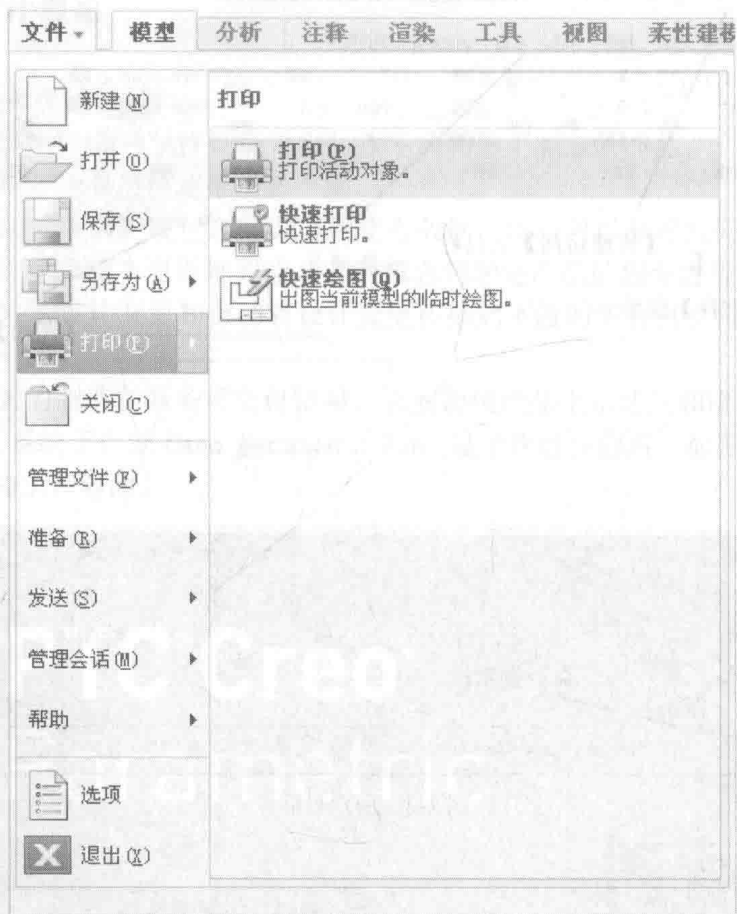 文件 模型 分析 注释 渲染 工具 视图 柔性建模
新建(N)
打开(O)
保存(S)
另存为(A)
打印(P)
关闭(C)
管理文件(F)
准备(R)
发送(S)
管理会话(M)
帮助
选项
退出(X)
打印
打印(P)
打印活动对象。
快速打印
快速打印。
快速绘图(Q)
出图当前模型的临时绘图。
PTC Creo